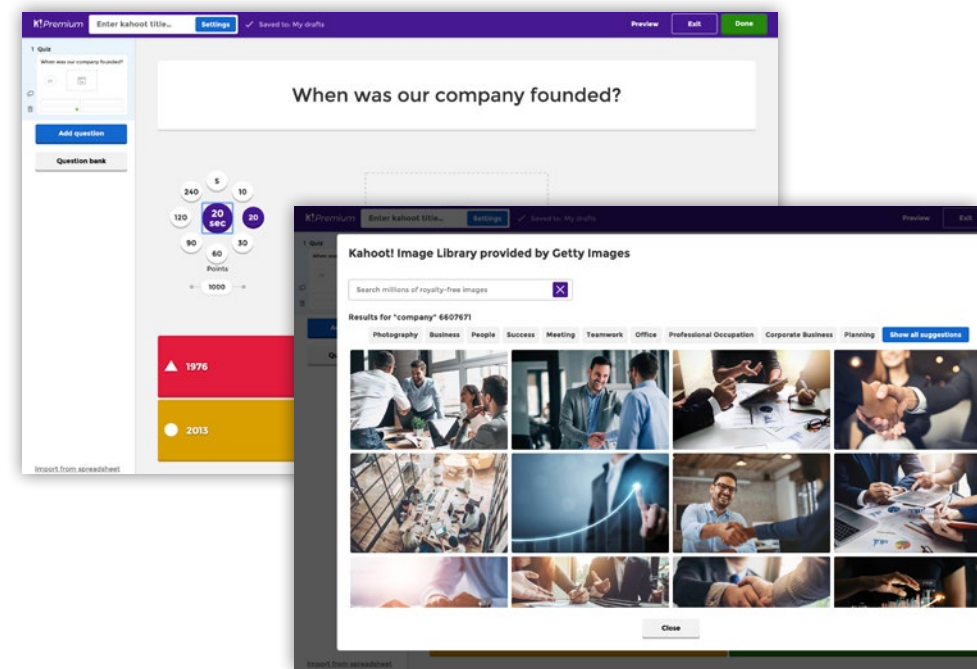 K! Premium Enter kahoot title... Settings ✓ Saved to: My drafts Preview Exit Done
1 Quiz
When was our company founded?
Add question
Question bank
When was our company founded?
5
240 10
120 20 sec 20
90 30
60
Points
1000
1976
2013
Import from spreadsheet
K! Premium Enter kahoot title... Settings ✓ Saved to: My drafts Preview Exit
1 Quiz
Kahoot! Image Library provided by Getty Images
Search millions of royalty-free images
Results for "company" 6607671
Photography Business People Success Meeting Teamwork Office Professional Occupation Corporate Business Planning Show all suggestions
Close
Import from spreadsheet